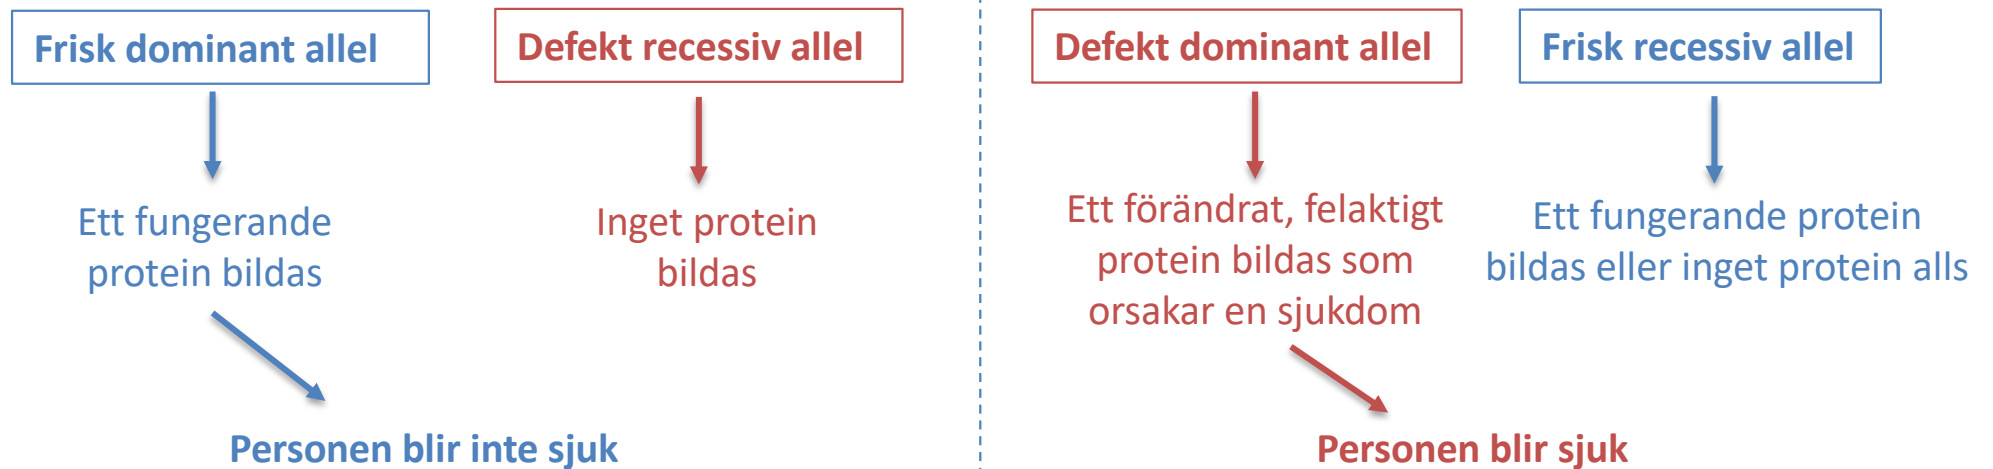 Frisk dominant allel
Defekt recessiv allel
Ett fungerande
protein bildas
Inget protein
bildas
Personen blir inte sjuk
Defekt dominant allel
Frisk recessiv allel
Ett förändrat, felaktigt
protein bildas som
orsakar en sjukdom
Ett fungerande protein
bildas eller inget protein alls
Personen blir sjuk